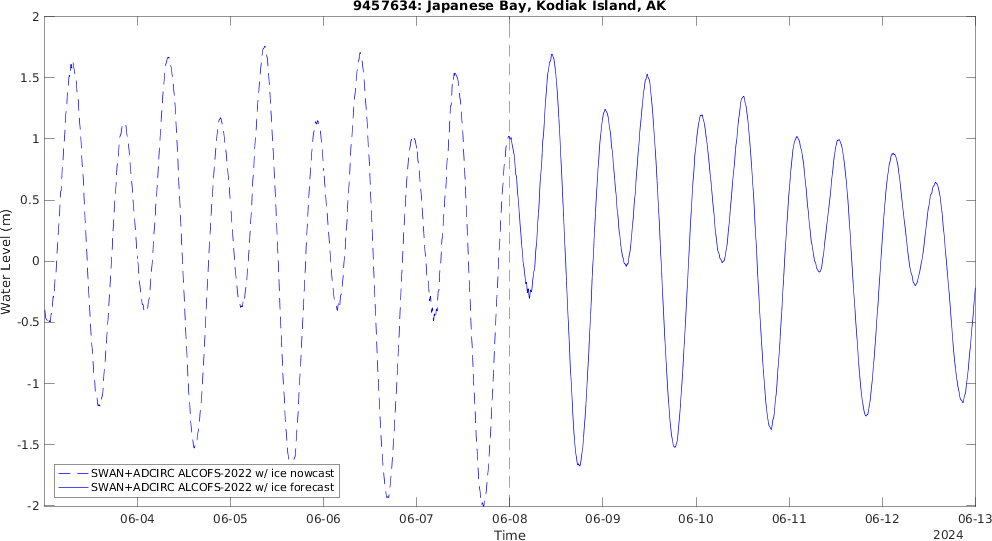 9457634: Japanese Bay, Kodiak Island, AK
2
1.5
1
0.5
0
-0.5
-1
-1.5
-2
Water Level (m)
SWAN+ADCIRC ALCOFS-2022 w/ ice nowcast
SWAN+ADCIRC ALCOFS-2022 w/ ice forecast
06-04 06-05 06-06 06-07 06-08 06-09 06-10 06-11 06-12 06-13
Time
2024